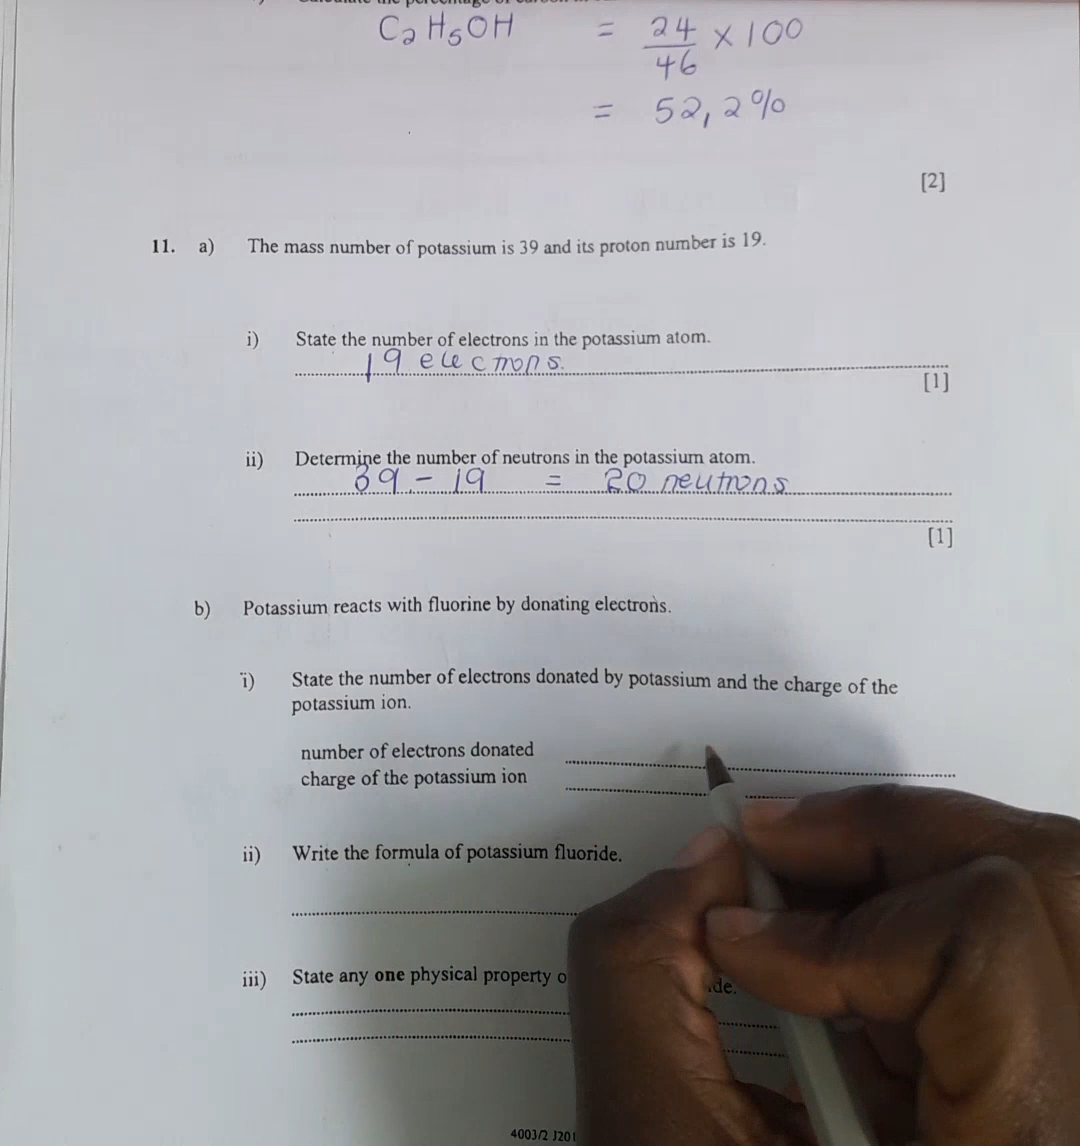 C2H5OH = 24/46 × 100
= 52,2%
[2]
11. a) The mass number of potassium is 39 and its proton number is 19.
i) State the number of electrons in the potassium atom.
19 electrons.
[1]
ii) Determine the number of neutrons in the potassium atom.
39 - 19 = 20 neutrons
[1]
b) Potassium reacts with fluorine by donating electrons.
i) State the number of electrons donated by potassium and the charge of the
potassium ion.
number of electrons donated
charge of the potassium ion
ii) Write the formula of potassium fluoride.
iii) State any one physical property
4003/2 J201